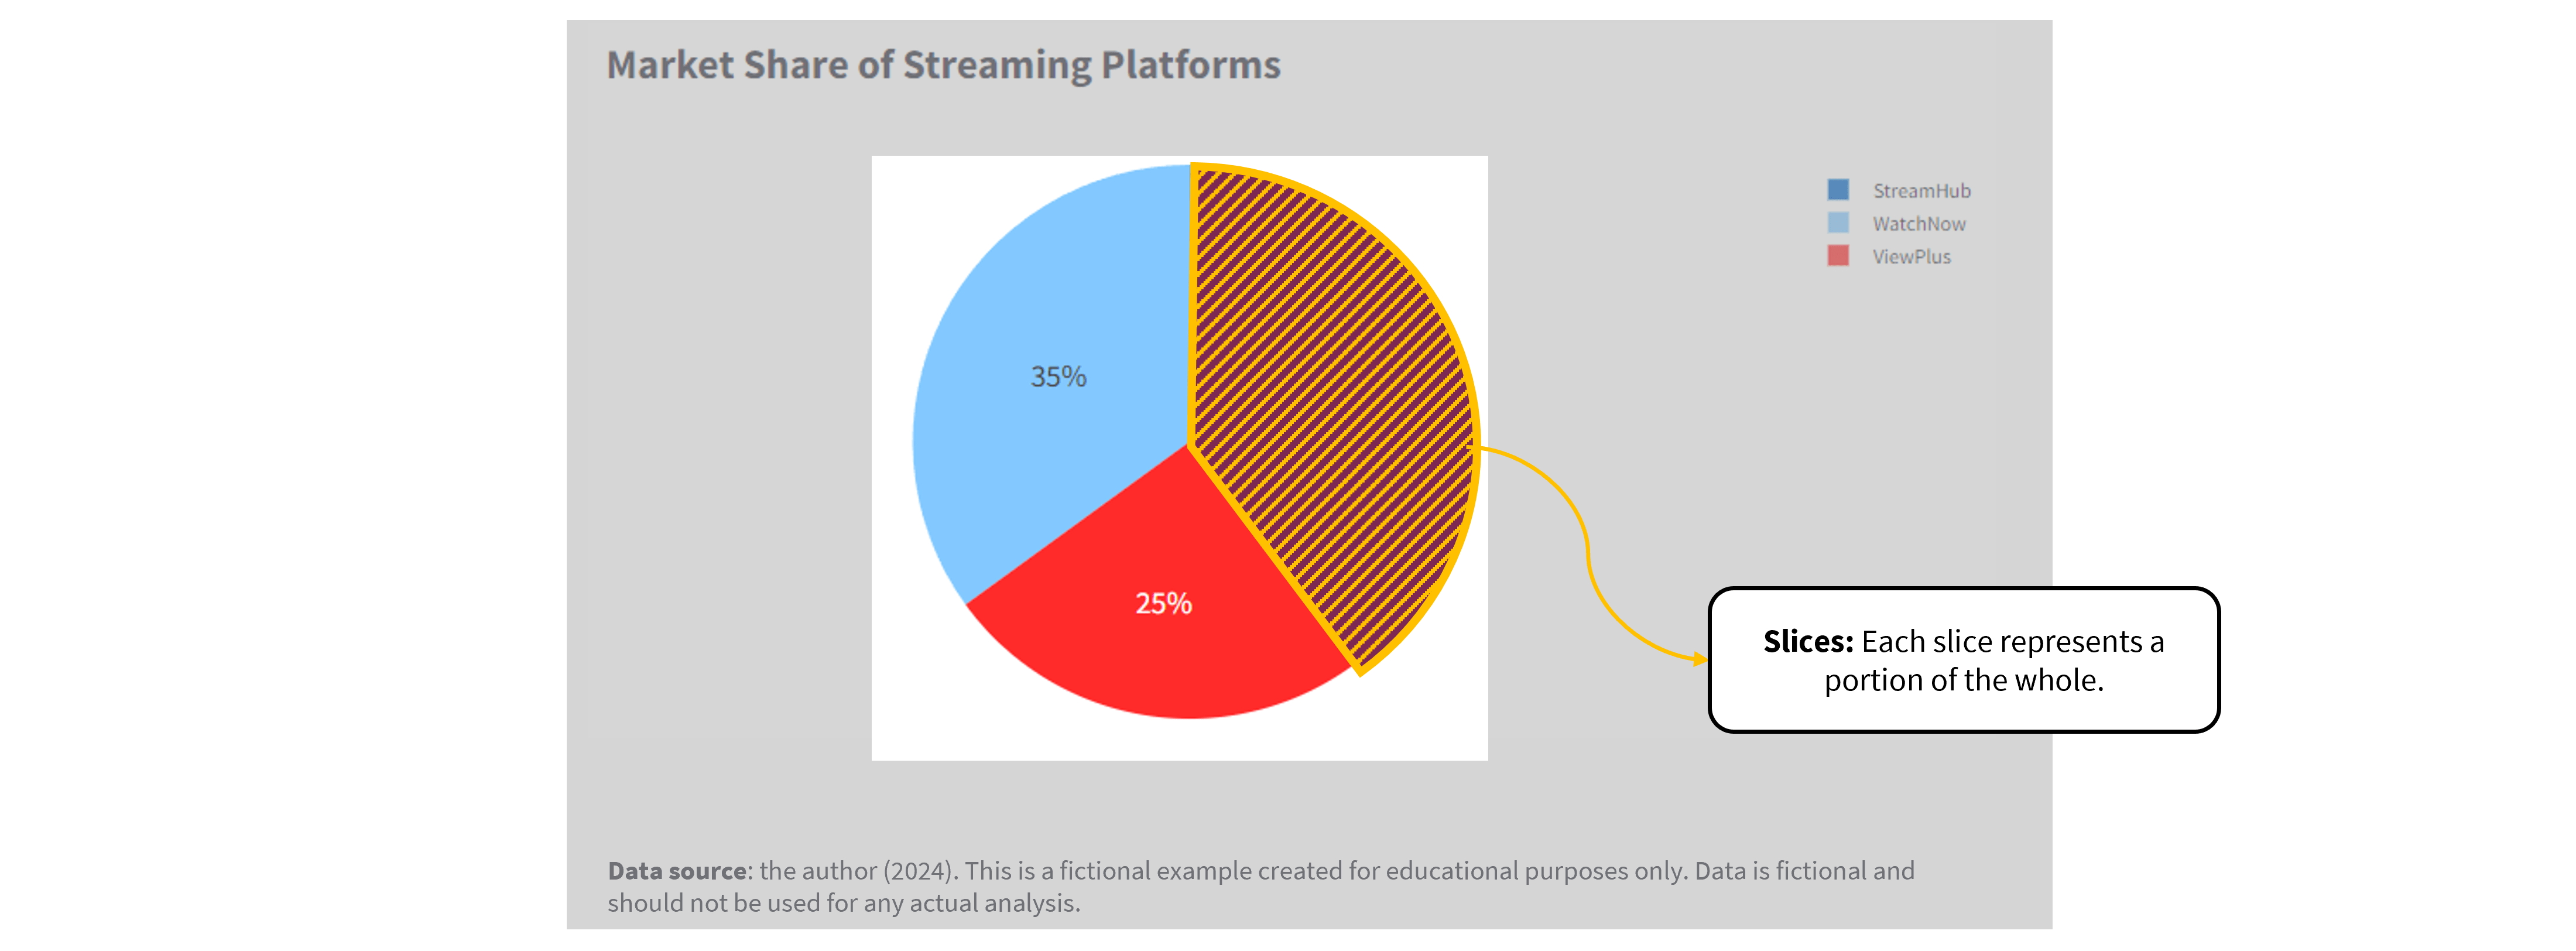 Market Share of Streaming Platforms
StreamHub
WatchNow
ViewPlus
35%
25%
Slices: Each slice represents a
portion of the whole.
Data source: the author (2024). This is a fictional example created for educational purposes only. Data is fictional and
should not be used for any actual analysis.